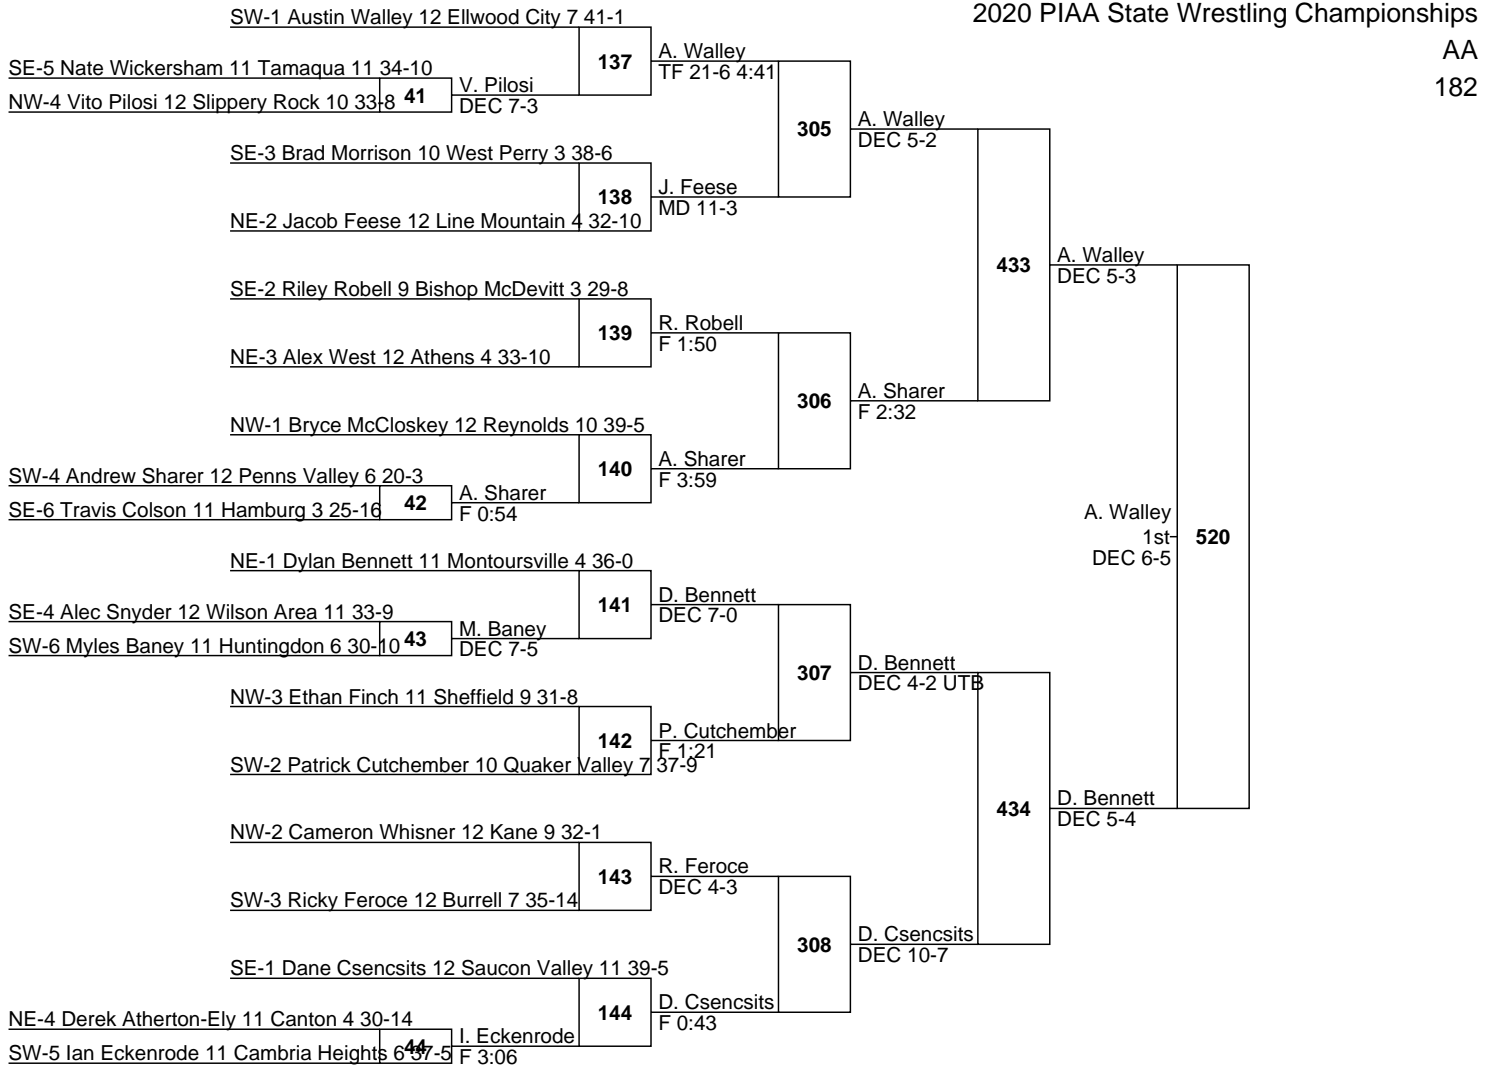 2020 PIAA State Wrestling Championships
AA
182
SW-1 Austin Walley 12 Ellwood City 7 41-1
137
A. Walley
TF 21-6 4:41
SE-5 Nate Wickersham 11 Tamaqua 11 34-10
41
V. Pilosi
DEC 7-3
NW-4 Vito Pilosi 12 Slippery Rock 10 33-8
305
A. Walley
DEC 5-2
SE-3 Brad Morrison 10 West Perry 3 38-6
138
J. Feese
MD 11-3
NE-2 Jacob Feese 12 Line Mountain 4 32-10
433
A. Walley
DEC 5-3
SE-2 Riley Robell 9 Bishop McDevitt 3 29-8
139
R. Robell
F 1:50
NE-3 Alex West 12 Athens 4 33-10
306
A. Sharer
F 2:32
NW-1 Bryce McCloskey 12 Reynolds 10 39-5
140
A. Sharer
F 3:59
SW-4 Andrew Sharer 12 Penns Valley 6 20-3
42
A. Sharer
F 0:54
SE-6 Travis Colson 11 Hamburg 3 25-16
A. Walley
1st
DEC 6-5
520
NE-1 Dylan Bennett 11 Montoursville 4 36-0
141
D. Bennett
DEC 7-0
SE-4 Alec Snyder 12 Wilson Area 11 33-9
43
M. Baney
DEC 7-5
SW-6 Myles Baney 11 Huntingdon 6 30-10
307
D. Bennett
DEC 4-2 UTB
NW-3 Ethan Finch 11 Sheffield 9 31-8
142
P. Cutchember
F 1:21
SW-2 Patrick Cutchember 10 Quaker Valley 7 37-9
434
D. Bennett
DEC 5-4
NW-2 Cameron Whisner 12 Kane 9 32-1
143
R. Feroce
DEC 4-3
SW-3 Ricky Feroce 12 Burrell 7 35-14
308
D. Csencsits
DEC 10-7
SE-1 Dane Csencsits 12 Saucon Valley 11 39-5
144
D. Csencsits
F 0:43
NE-4 Derek Atherton-Ely 11 Canton 4 30-14
44
I. Eckenrode
F 3:06
SW-5 Ian Eckenrode 11 Cambria Heights 6 37-5